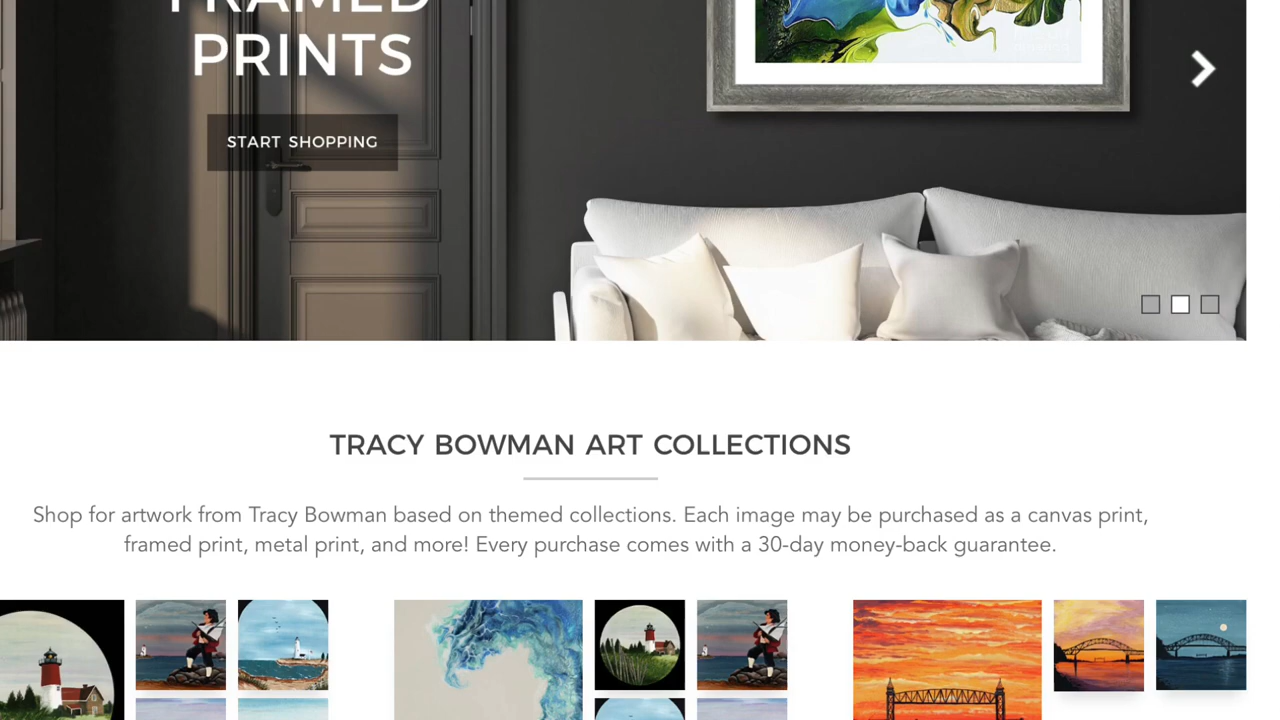 FRAMED
PRINTS
START SHOPPING
TRACY BOWMAN ART COLLECTIONS
Shop for artwork from Tracy Bowman based on themed collections. Each image may be purchased as a canvas print,
framed print, metal print, and more! Every purchase comes with a 30-day money-back guarantee.